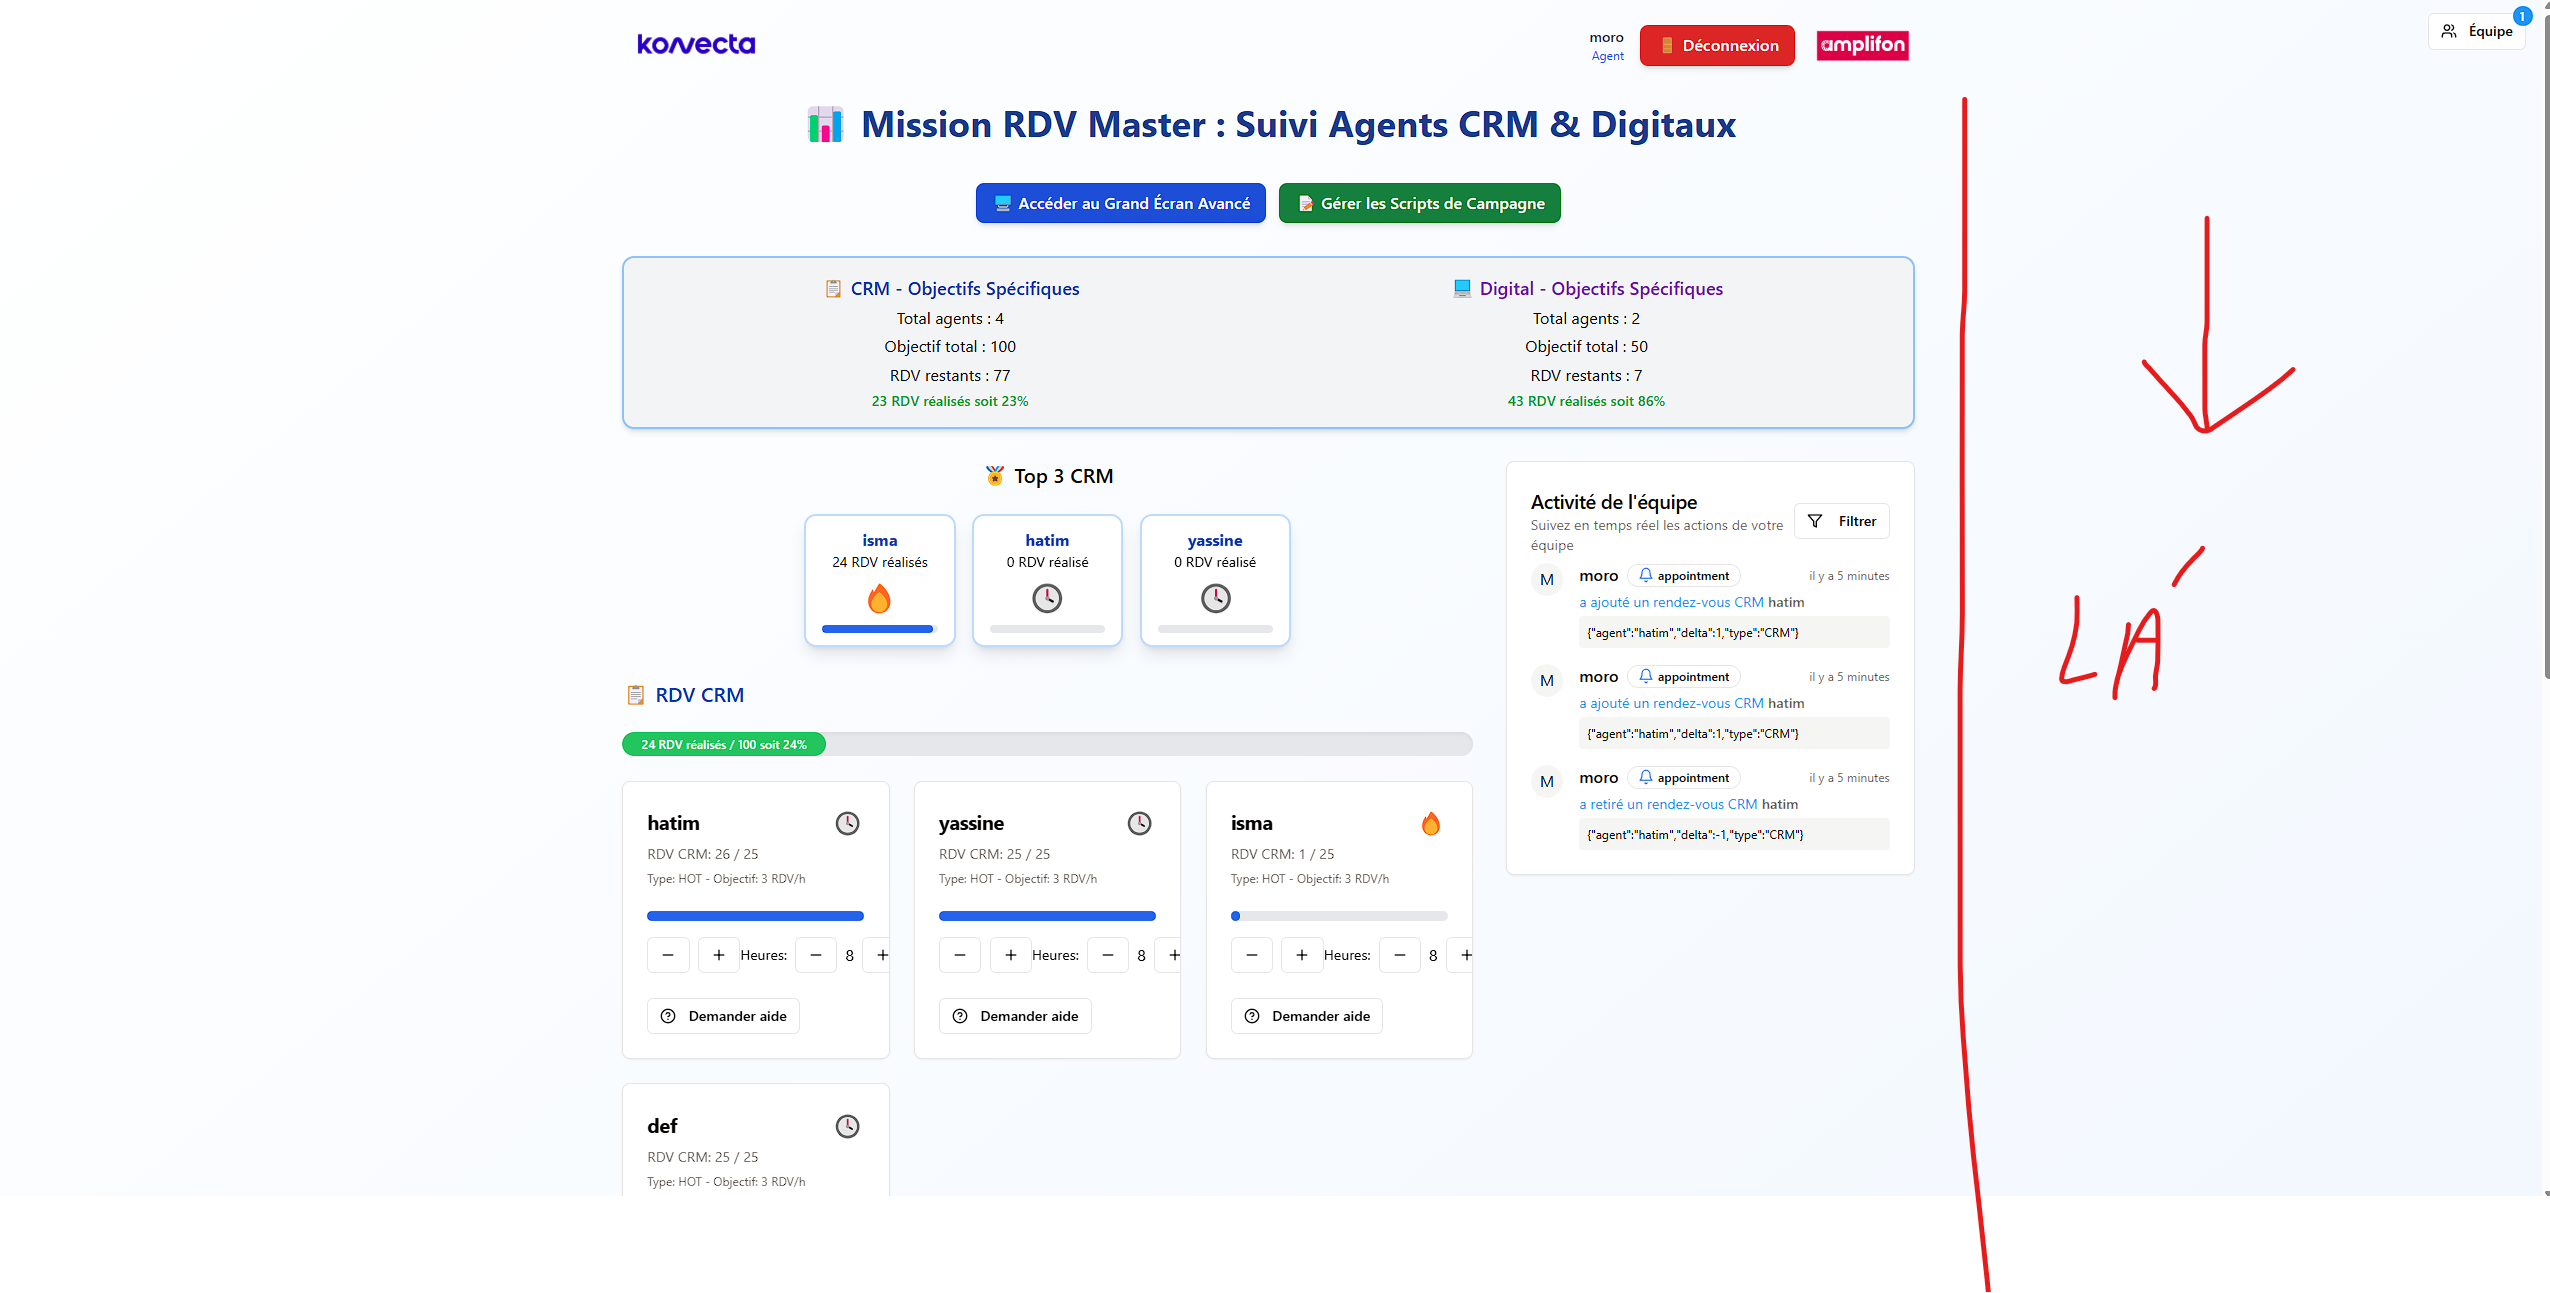 konecta
moro
Agent
Déconnexion
amplifon
Équipe
1
Mission RDV Master : Suivi Agents CRM & Digitaux
Accéder au Grand Écran Avancé
Gérer les Scripts de Campagne
CRM - Objectifs Spécifiques
Total agents : 4
Objectif total : 100
RDV restants : 77
23 RDV réalisés soit 23%
Digital - Objectifs Spécifiques
Total agents : 2
Objectif total : 50
RDV restants : 7
43 RDV réalisés soit 86%
Top 3 CRM
isma
24 RDV réalisés
hatim
0 RDV réalisé
yassine
0 RDV réalisé
RDV CRM
24 RDV réalisés / 100 soit 24%
hatim
RDV CRM: 26 / 25
Type: HOT - Objectif: 3 RDV/h
− + Heures: − 8 +
Demander aide
yassine
RDV CRM: 25 / 25
Type: HOT - Objectif: 3 RDV/h
− + Heures: − 8 +
Demander aide
isma
RDV CRM: 1 / 25
Type: HOT - Objectif: 3 RDV/h
− + Heures: − 8 +
Demander aide
def
RDV CRM: 25 / 25
Type: HOT - Objectif: 3 RDV/h
Activité de l'équipe
Suivez en temps réel les actions de votre
équipe
Filtrer
M
moro appointment il y a 5 minutes
a ajouté un rendez-vous CRM hatim
{"agent":"hatim","delta":1,"type":"CRM"}
M
moro appointment il y a 5 minutes
a ajouté un rendez-vous CRM hatim
{"agent":"hatim","delta":1,"type":"CRM"}
M
moro appointment il y a 5 minutes
a retiré un rendez-vous CRM hatim
{"agent":"hatim","delta":-1,"type":"CRM"}
LÁ